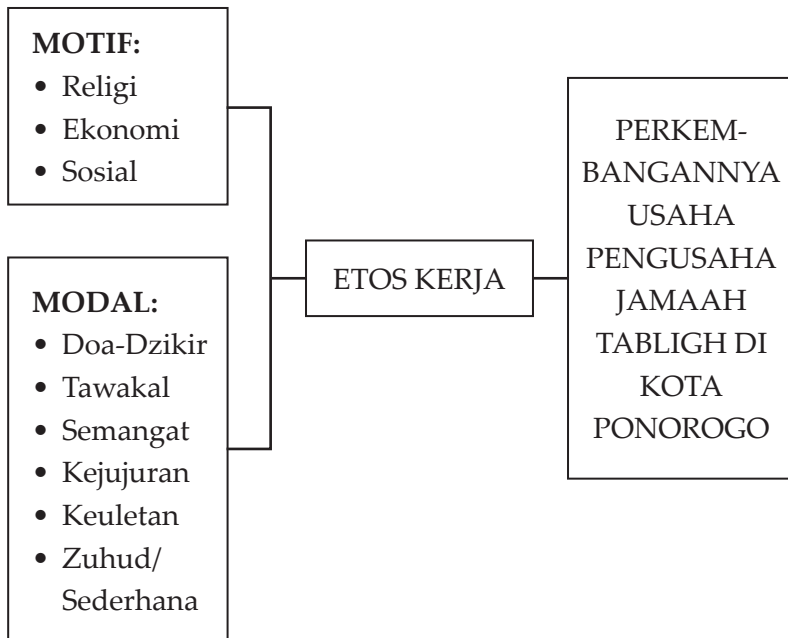 MOTIF:
• Religi
• Ekonomi
• Sosial
MODAL:
• Doa-Dzikir
• Tawakal
• Semangat
• Kejujuran
• Keuletan
• Zuhud/
Sederhana
ETOS KERJA
PERKEM-
BANGANNYA
USAHA
PENGUSAHA
JAMAAH
TABLIGH DI
KOTA
PONOROGO